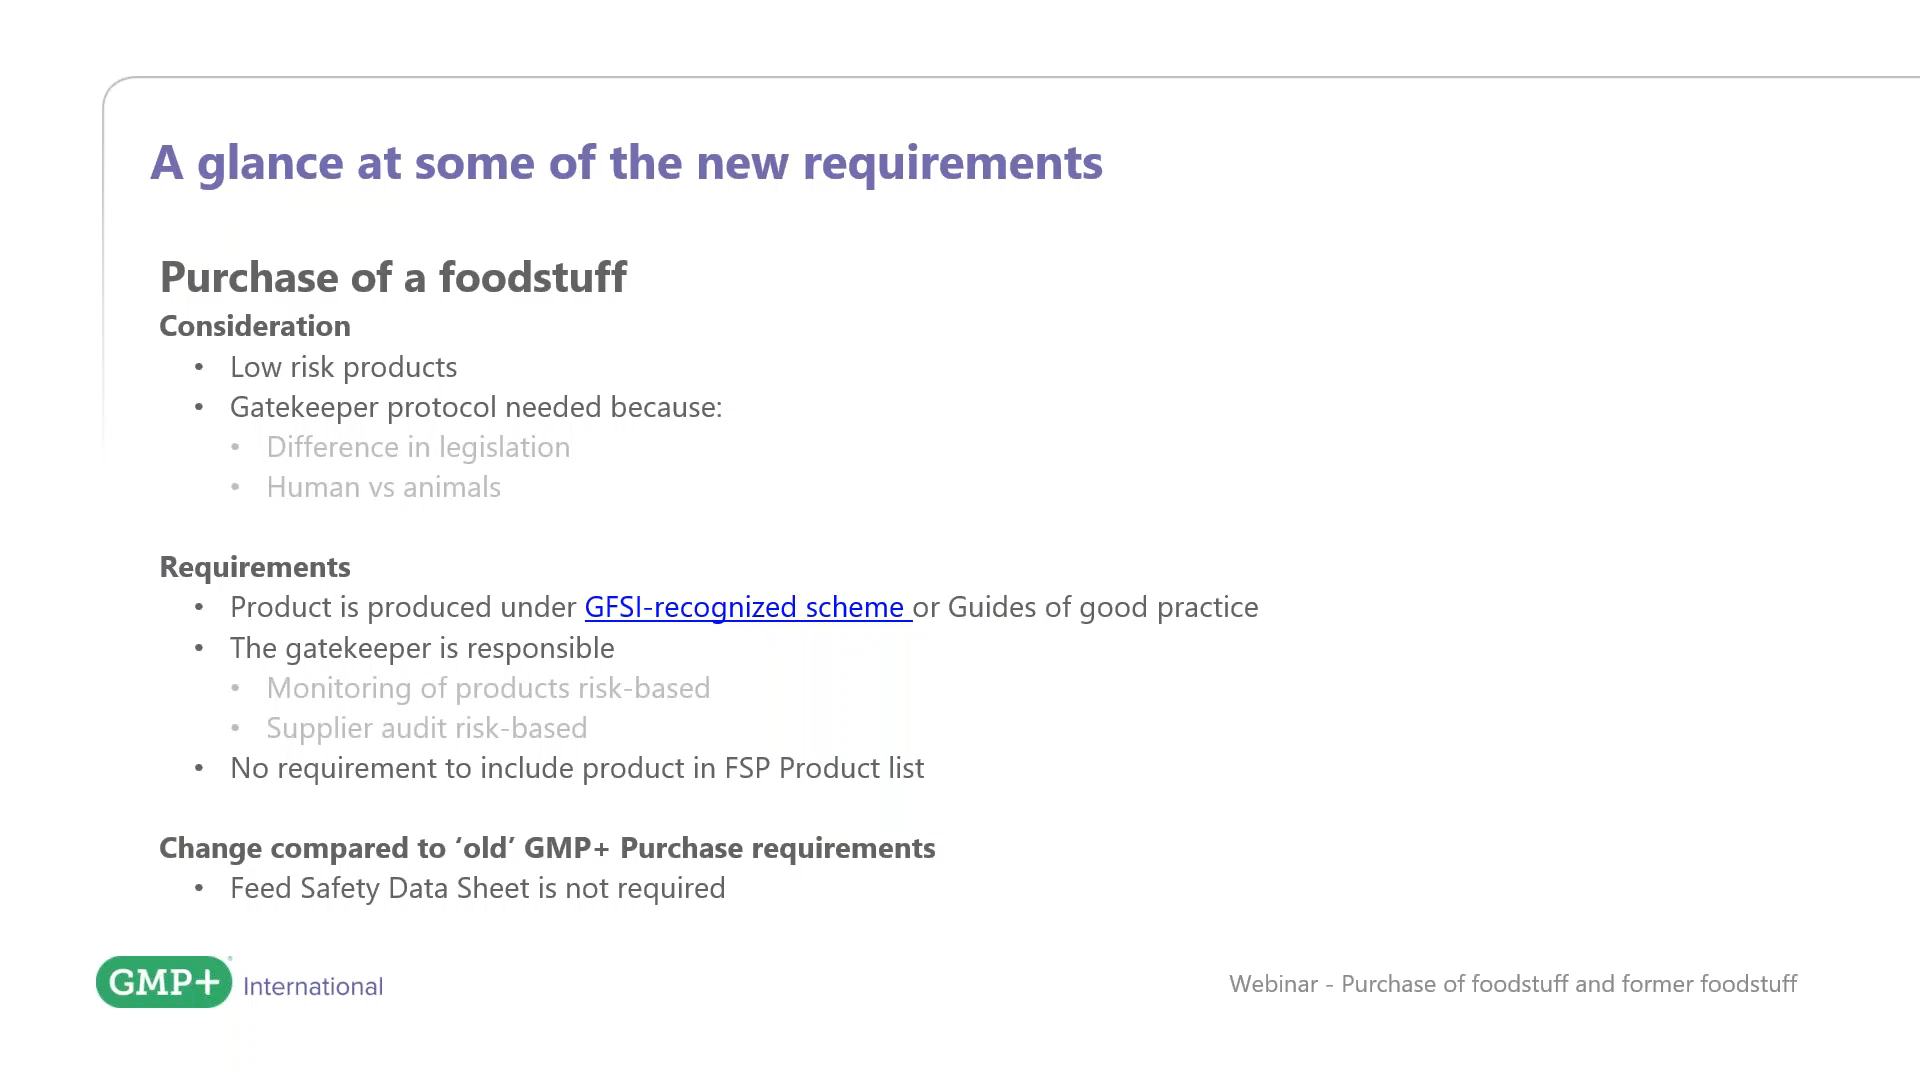 A glance at some of the new requirements
Purchase of a foodstuff
Consideration
• Low risk products
• Gatekeeper protocol needed because:
• Difference in legislation
• Human vs animals
Requirements
• Product is produced under GFSI-recognized scheme or Guides of good practice
• The gatekeeper is responsible
• Monitoring of products risk-based
• Supplier audit risk-based
• No requirement to include product in FSP Product list
Change compared to ‘old’ GMP+ Purchase requirements
• Feed Safety Data Sheet is not required
GMP+ International
Webinar - Purchase of foodstuff and former foodstuff